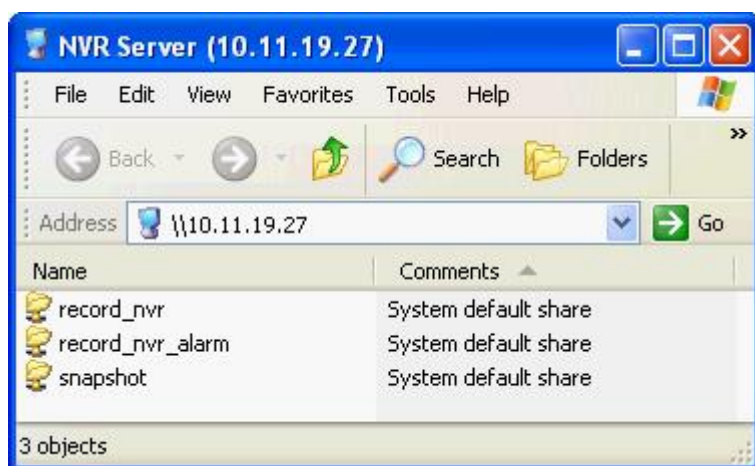 NVR Server (10.11.19.27)
File Edit View Favorites Tools Help
Back Search Folders »
Address \\10.11.19.27 Go
Name Comments
record_nvr System default share
record_nvr_alarm System default share
snapshot System default share
3 objects